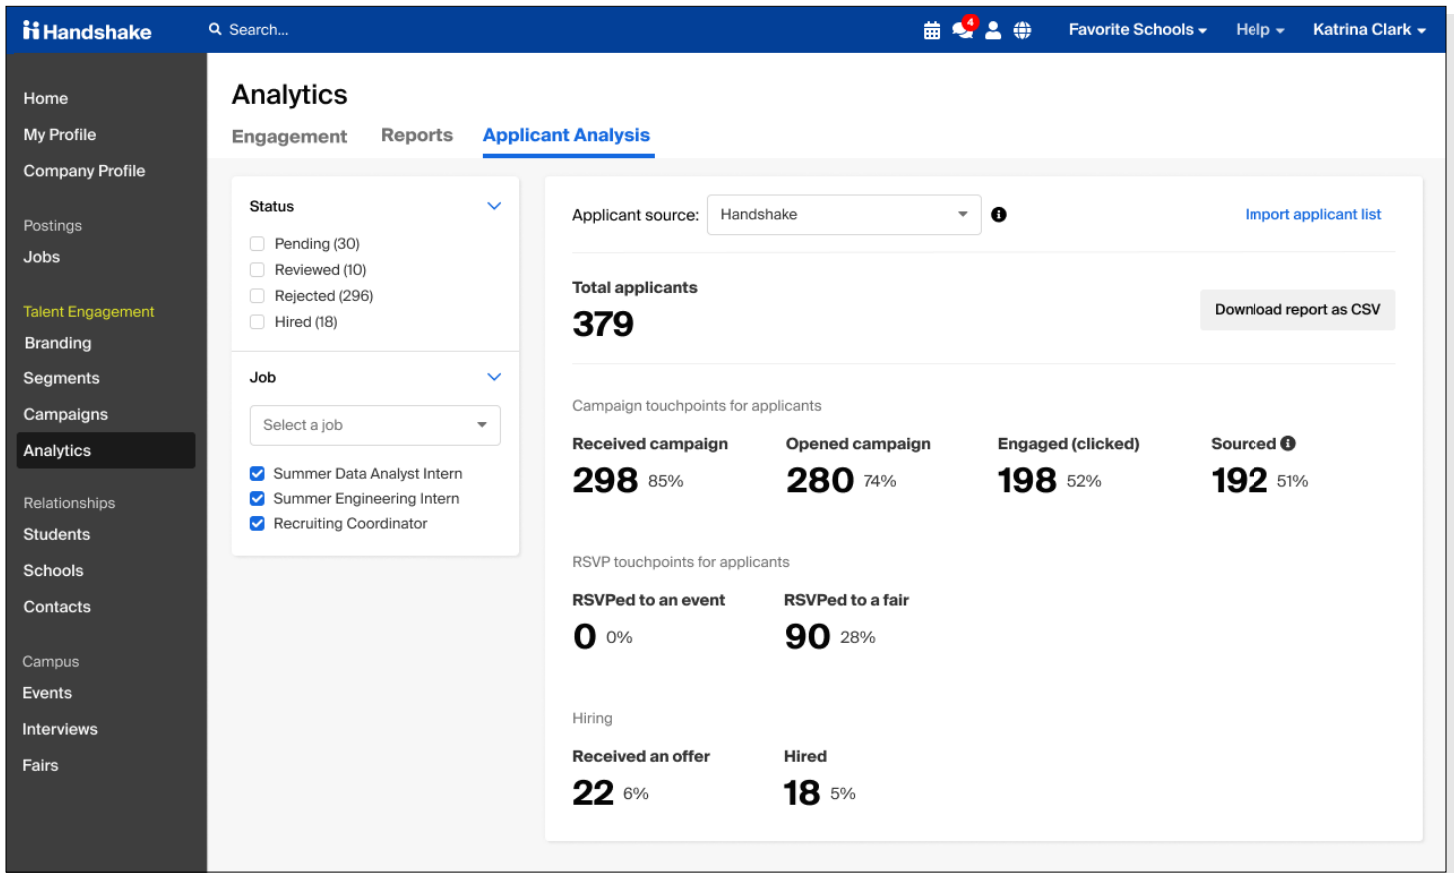 Handshake
Search...
4
Favorite Schools
Help
Katrina Clark
Home
My Profile
Company Profile
Postings
Jobs
Talent Engagement
Branding
Segments
Campaigns
Analytics
Relationships
Students
Schools
Contacts
Campus
Events
Interviews
Fairs
Analytics
Engagement Reports Applicant Analysis
Status
Pending (30)
Reviewed (10)
Rejected (296)
Hired (18)
Job
Select a job
Summer Data Analyst Intern
Summer Engineering Intern
Recruiting Coordinator
Applicant source: Handshake
Import applicant list
Total applicants
379
Download report as CSV
Campaign touchpoints for applicants
Received campaign Opened campaign Engaged (clicked) Sourced
298 85% 280 74% 198 52% 192 51%
RSVP touchpoints for applicants
RSVPed to an event RSVPed to a fair
0 0% 90 28%
Hiring
Received an offer Hired
22 6% 18 5%